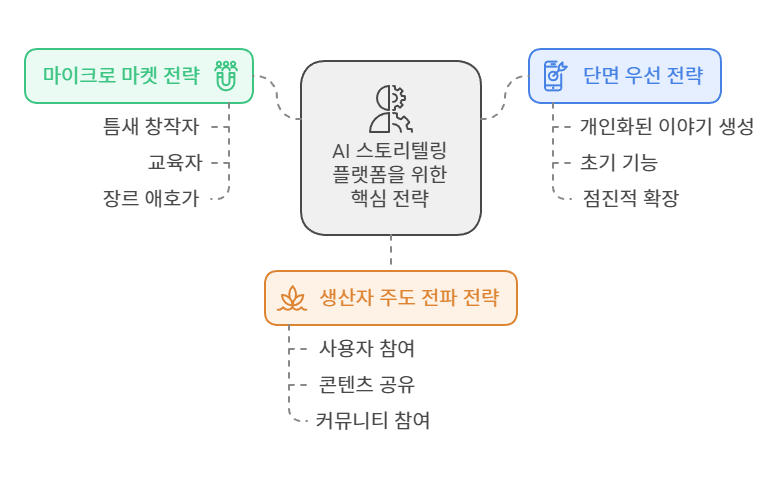 마이크로 마켓 전략
틈새 창작자
교육자
장르 애호가
AI 스토리텔링
플랫폼을 위한
핵심 전략
단면 우선 전략
개인화된 이야기 생성
초기 기능
점진적 확장
생산자 주도 전파 전략
사용자 참여
콘텐츠 공유
커뮤니티 참여